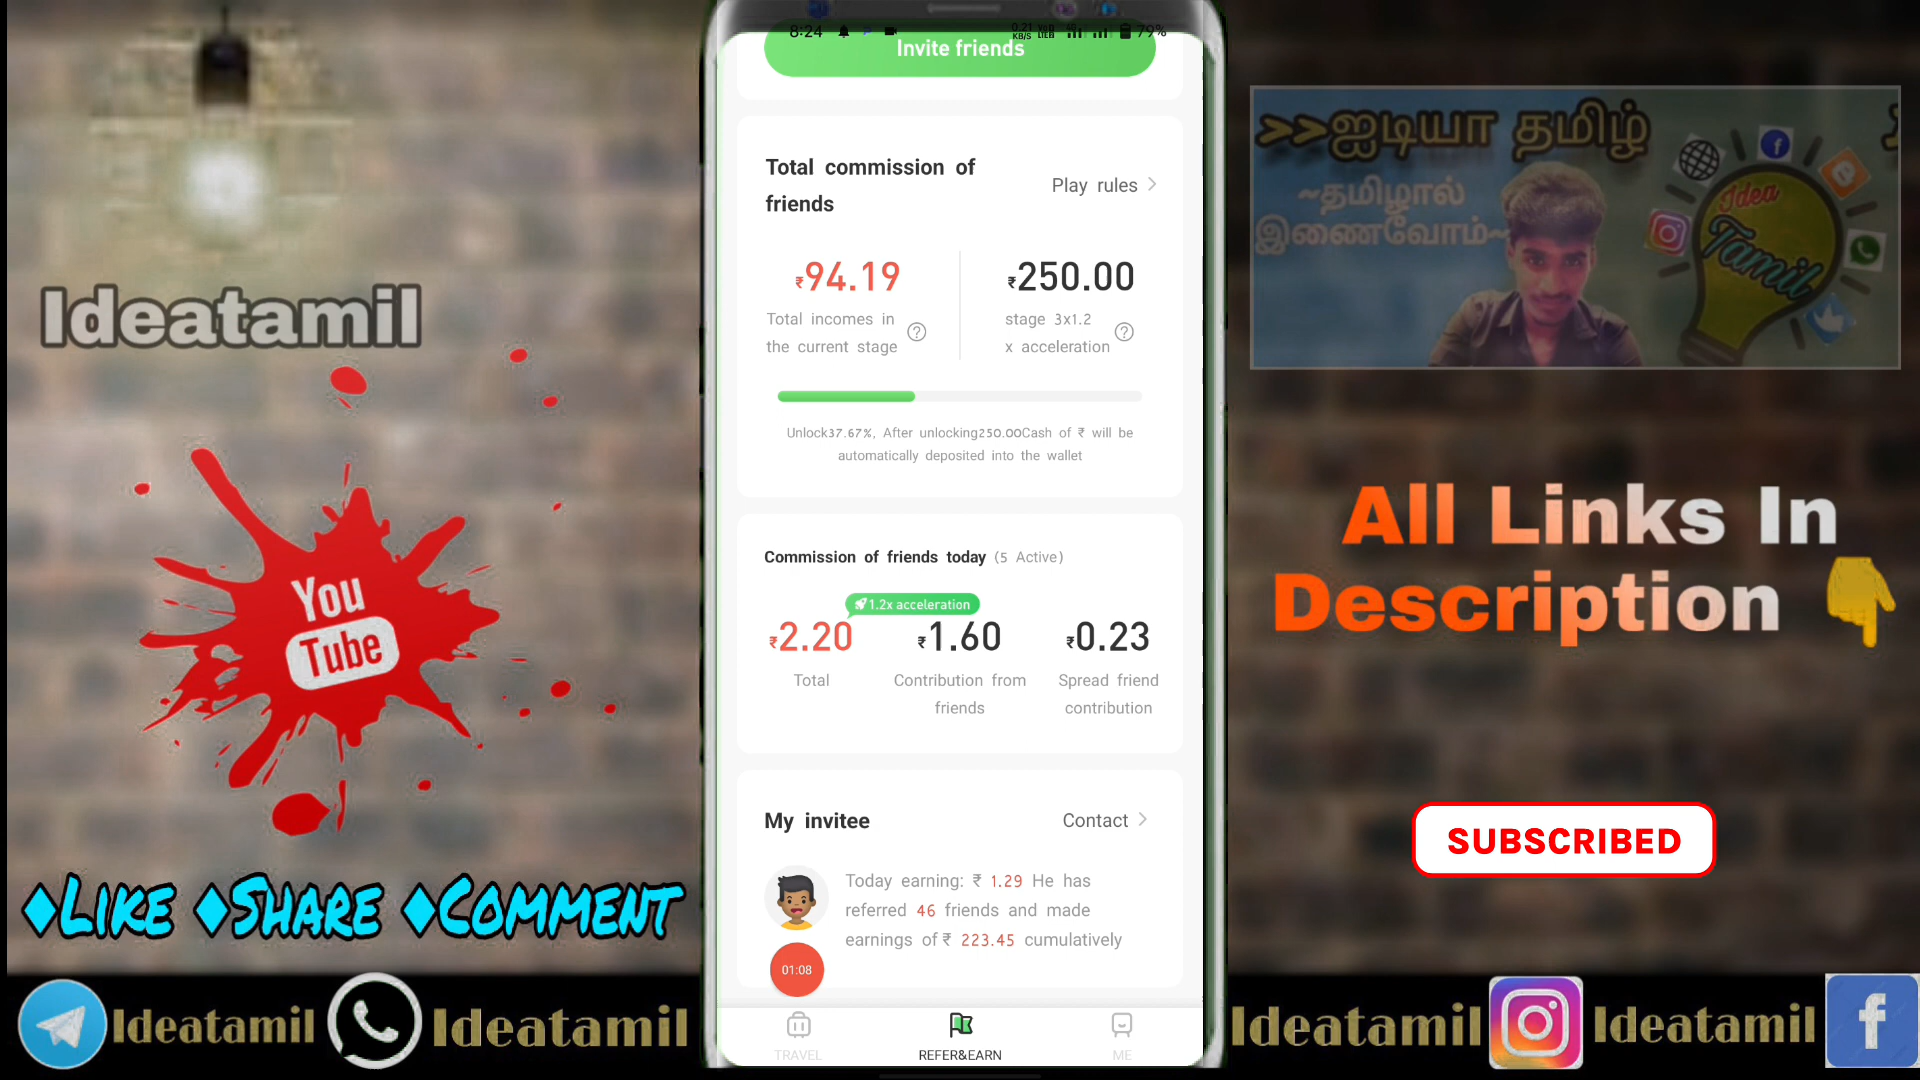 Ideatamil
You
Tube
♦LIKE ♦SHARE ♦COMMENT
Ideatamil
Ideatamil
8:24
0.21
KB/S
79%
Invite friends
Total commission of
friends
Play rules
₹94.19
Total incomes in
the current stage
?
₹250.00
stage 3x1.2
x acceleration
?
Unlock37.67%, After unlocking250.00Cash of ₹ will be
automatically deposited into the wallet
Commission of friends today (5 Active)
1.2x acceleration
₹2.20
₹1.60
₹0.23
Total
Contribution from
friends
Spread friend
contribution
My invitee
Contact
Today earning: ₹ 1.29 He has
referred 46 friends and made
earnings of ₹ 223.45 cumulatively
01:08
TRAVEL
REFER&EARN
ME
>>ஐடியா தமிழ்
~தமிழால்
இணைவோம்~
Idea
Tamil
All Links In
Description 👇
SUBSCRIBED
Ideatamil
Ideatamil